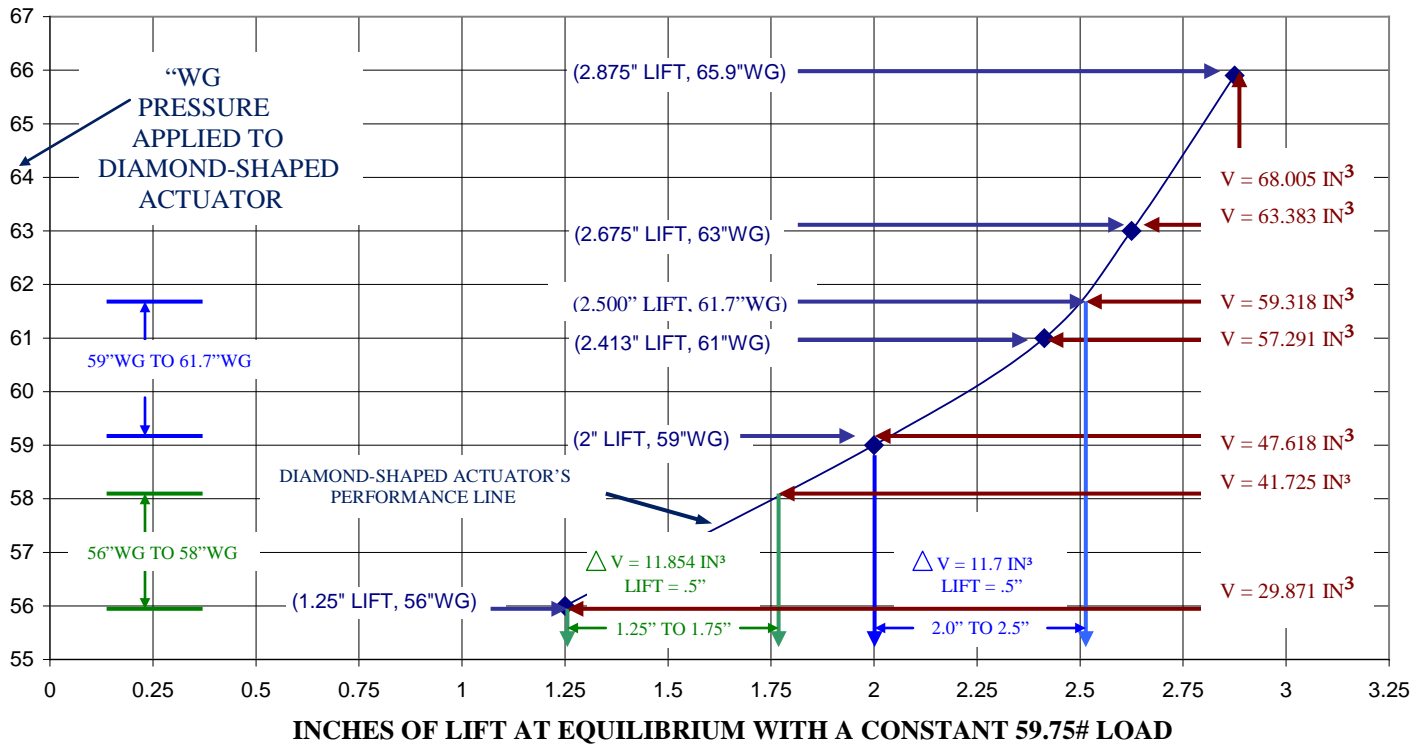 67
66
65
64
63
62
61
60
59
58
57
56
55
“WG
PRESSURE
APPLIED TO
DIAMOND-SHAPED
ACTUATOR
(2.875" LIFT, 65.9"WG)
V = 68.005 IN³
V = 63.383 IN³
(2.675" LIFT, 63"WG)
(2.500” LIFT, 61.7”WG)
V = 59.318 IN³
(2.413" LIFT, 61"WG)
V = 57.291 IN³
59”WG TO 61.7”WG
(2" LIFT, 59"WG)
V = 47.618 IN³
DIAMOND-SHAPED ACTUATOR’S
PERFORMANCE LINE
V = 41.725 IN³
56”WG TO 58”WG
△ V = 11.854 IN³
LIFT = .5”
△ V = 11.7 IN³
LIFT = .5”
(1.25" LIFT, 56"WG)
V = 29.871 IN³
1.25” TO 1.75”
2.0” TO 2.5”
0 0.25 0.5 0.75 1 1.25 1.5 1.75 2 2.25 2.5 2.75 3 3.25
INCHES OF LIFT AT EQUILIBRIUM WITH A CONSTANT 59.75# LOAD